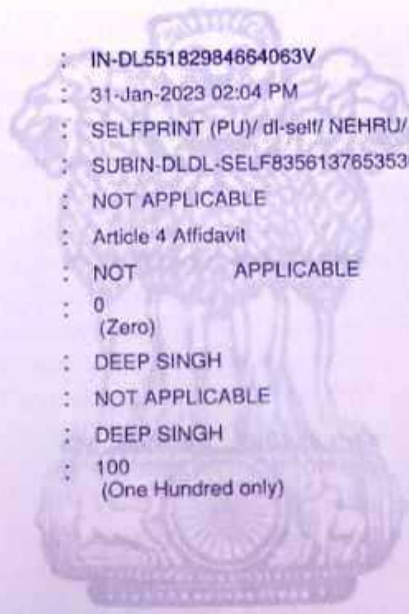 : IN-DL55182984664063V
: 31-Jan-2023 02:04 PM
: SELFPRINT (PU)/ dl-self/ NEHRU/
: SUBIN-DLDL-SELF835613765353
: NOT APPLICABLE
: Article 4 Affidavit
: NOT APPLICABLE
: 0
(Zero)
: DEEP SINGH
: NOT APPLICABLE
: DEEP SINGH
: 100
(One Hundred only)